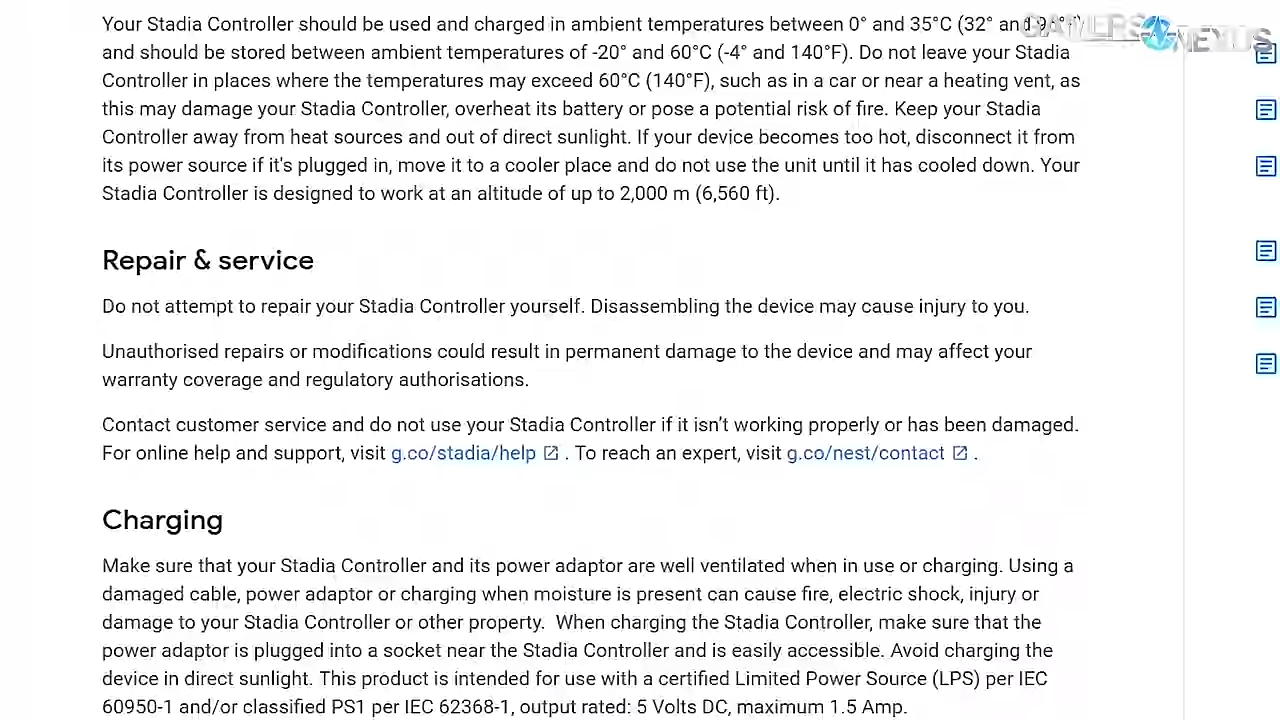 Your Stadia Controller should be used and charged in ambient temperatures between 0° and 35°C (32° and
and should be stored between ambient temperatures of -20° and 60°C (-4° and 140°F). Do not leave your Stadia
Controller in places where the temperatures may exceed 60°C (140°F), such as in a car or near a heating vent, as
this may damage your Stadia Controller, overheat its battery or pose a potential risk of fire. Keep your Stadia
Controller away from heat sources and out of direct sunlight. If your device becomes too hot, disconnect it from
its power source if it's plugged in, move it to a cooler place and do not use the unit until it has cooled down. Your
Stadia Controller is designed to work at an altitude of up to 2,000 m (6,560 ft).
GAMERS
NEXUS
Repair & service
Do not attempt to repair your Stadia Controller yourself. Disassembling the device may cause injury to you.
Unauthorised repairs or modifications could result in permanent damage to the device and may affect your
warranty coverage and regulatory authorisations.
Contact customer service and do not use your Stadia Controller if it isn’t working properly or has been damaged.
For online help and support, visit g.co/stadia/help . To reach an expert, visit g.co/nest/contact .
Charging
Make sure that your Stadia Controller and its power adaptor are well ventilated when in use or charging. Using a
damaged cable, power adaptor or charging when moisture is present can cause fire, electric shock, injury or
damage to your Stadia Controller or other property. When charging the Stadia Controller, make sure that the
power adaptor is plugged into a socket near the Stadia Controller and is easily accessible. Avoid charging the
device in direct sunlight. This product is intended for use with a certified Limited Power Source (LPS) per IEC
60950-1 and/or classified PS1 per IEC 62368-1, output rated: 5 Volts DC, maximum 1.5 Amp.